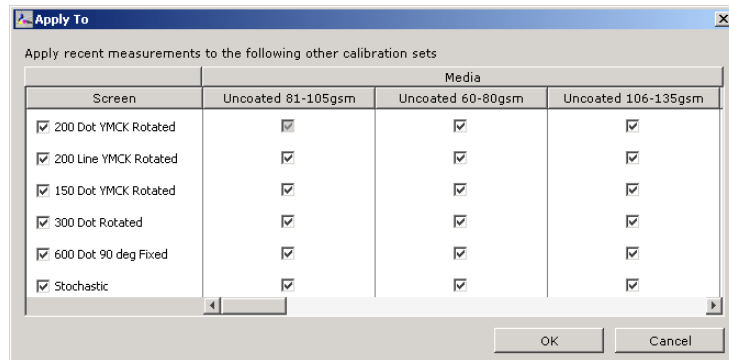 Apply To
Apply recent measurements to the following other calibration sets
Media
Screen Uncoated 81-105gsm Uncoated 60-80gsm Uncoated 106-135gsm
200 Dot YMCK Rotated
200 Line YMCK Rotated
150 Dot YMCK Rotated
300 Dot Rotated
600 Dot 90 deg Fixed
Stochastic
OK Cancel